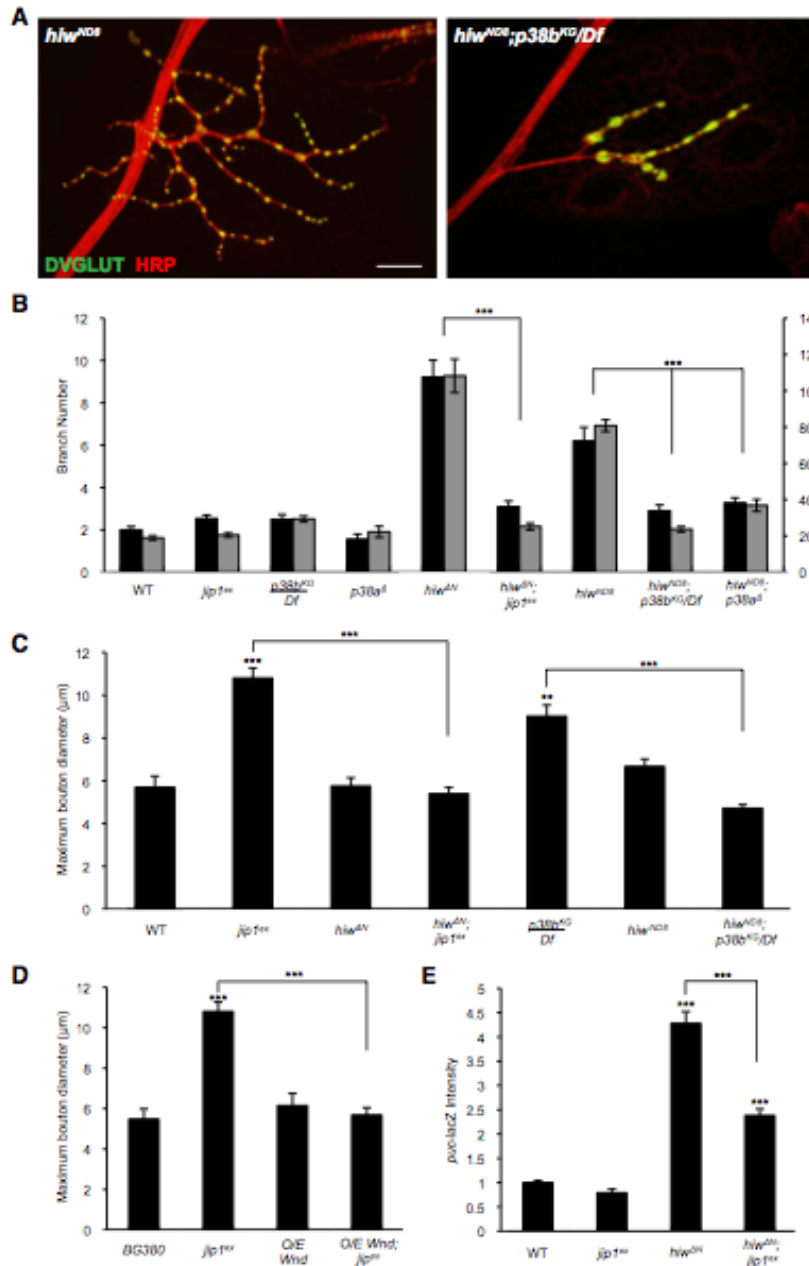 A
hiw^ND8
hiw^ND8;p38b^KG/Df
DVGLUT HRP
B
12
10
8
6
4
2
0
Branch Number
***
***
80
60
40
20
0
WT
jip1^ex
p38b^KG
Df
p38a^Δ
hiw^ΔN
hiw^ΔN;
jip1^ex
hiw^ND8
hiw^ND8;
p38b^KG/Df
hiw^ND8;
p38a^Δ
C
12
10
8
6
4
2
0
Maximum bouton diameter (µm)
***
***
**
***
WT
jip1^ex
hiw^ΔN
hiw^ΔN;
jip1^ex
p38b^KG
Df
hiw^ND8
hiw^ND8;
p38b^KG/Df
D
12
10
8
6
4
2
0
Maximum bouton diameter (µm)
***
***
BG380
jip1^ex
O/E
Wnd
O/E Wnd;
jip^ex
E
5
4.5
4
3.5
3
2.5
2
1.5
1
0.5
0
puc-lacZ Intensity
***
***
***
WT
jip1^ex
hiw^ΔN
hiw^ΔN;
jip1^ex